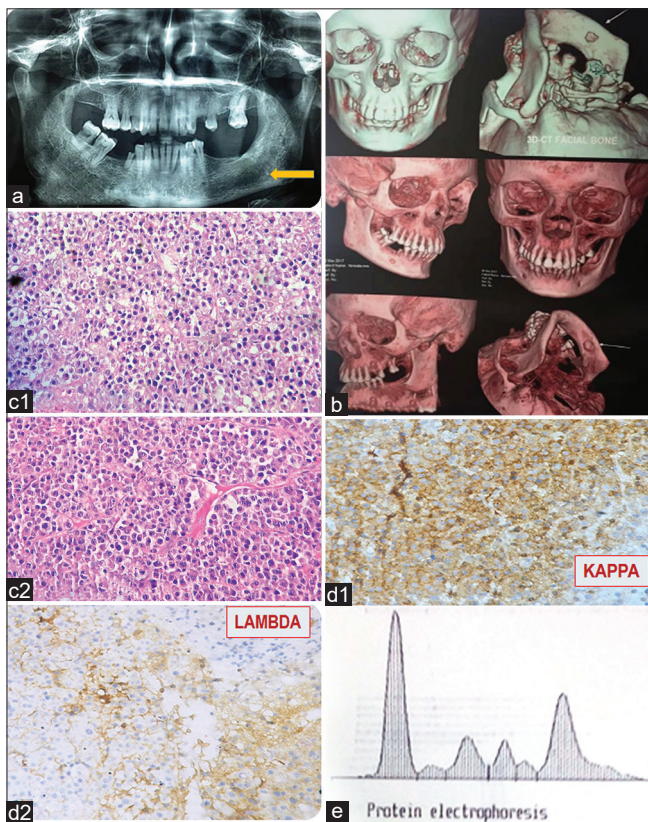 a
b
3D-CT FACIAL BONE
c1
c2
KAPPA
d1
LAMBDA
d2
Protein electrophoresis
e